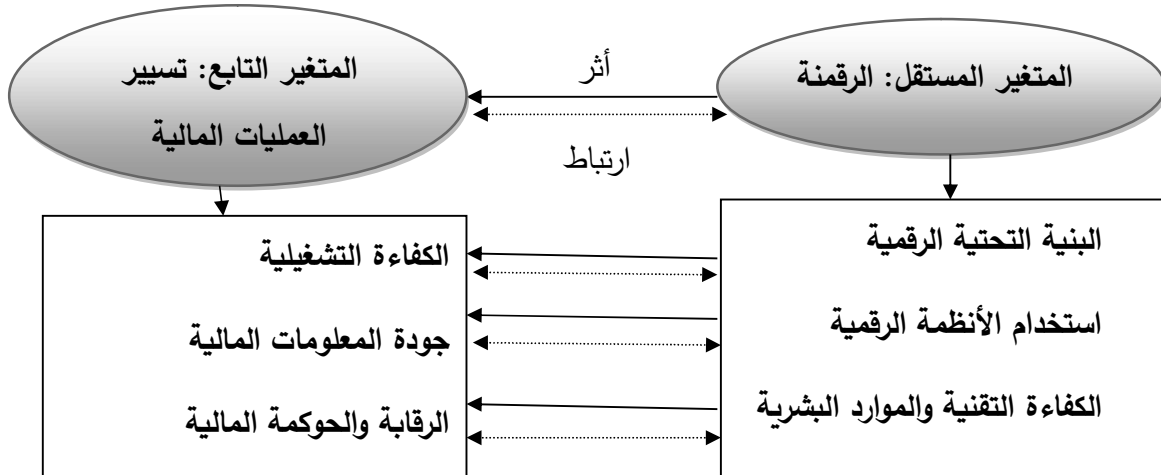 المتغير المستقل: الرقمنة
أثر
ارتباط
المتغير التابع: تسيير
العمليات المالية
البنية التحتية الرقمية
استخدام الأنظمة الرقمية
الكفاءة التقنية والموارد البشرية
الكفاءة التشغيلية
جودة المعلومات المالية
الرقابة والحوكمة المالية